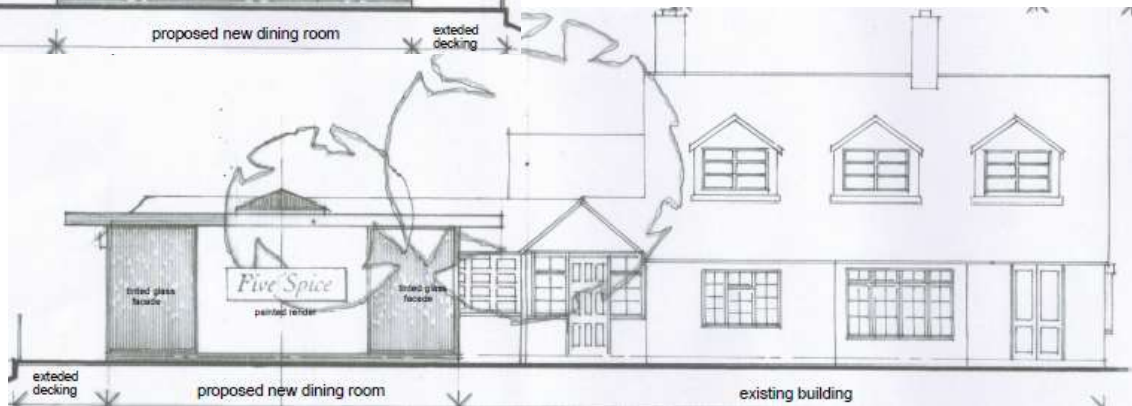 proposed new dining room
exteded
decking
tinted glass
facade
Five Spice
painted render
tinted glass
facade
exteded
decking
proposed new dining room
existing building